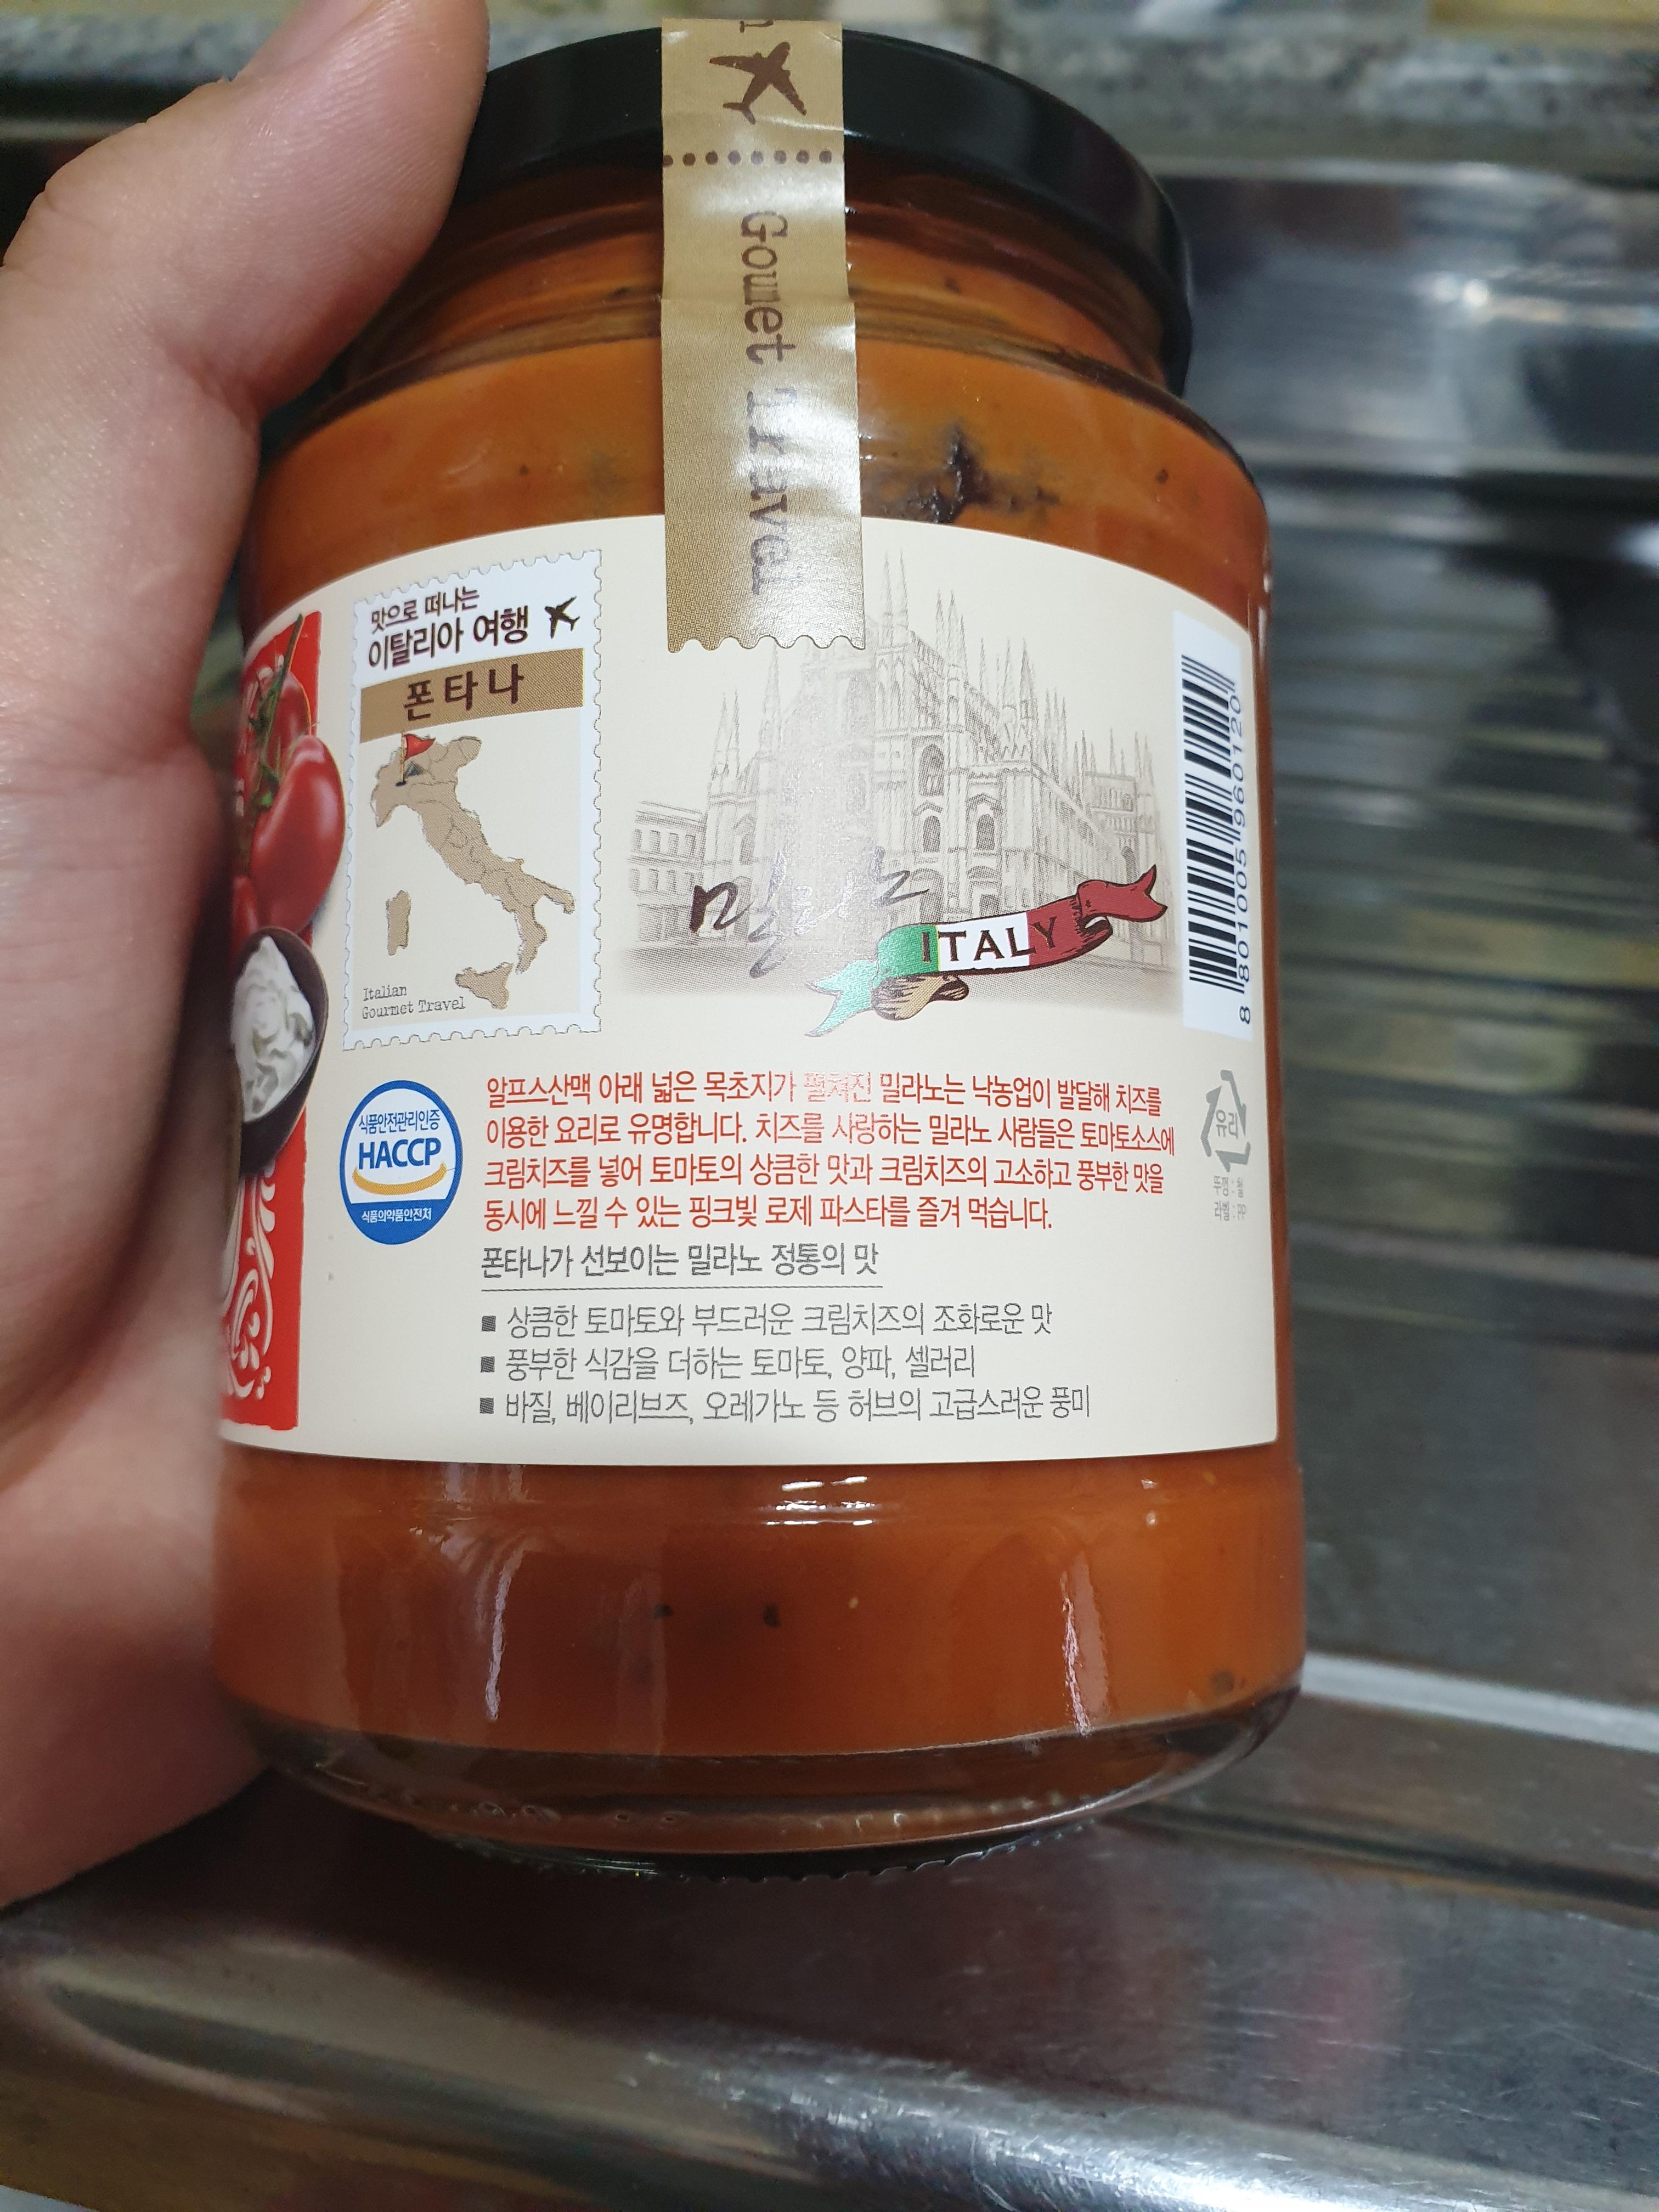 Gourmet Travel
맛으로 떠나는
이탈리아 여행
폰타나
Italian
Gourmet Travel
밀라노
ITALY
8 801005 960120
식품안전관리인증
HACCP
식품의약품안전처
알프스산맥 아래 넓은 목초지가 펼쳐진 밀라노는 낙농업이 발달해 치즈를
이용한 요리로 유명합니다. 치즈를 사랑하는 밀라노 사람들은 토마토소스에
크림치즈를 넣어 토마토의 상큼한 맛과 크림치즈의 고소하고 풍부한 맛을
동시에 느낄 수 있는 핑크빛 로제 파스타를 즐겨 먹습니다.
유리
뚜껑 : 철
라벨 : PP
폰타나가 선보이는 밀라노 정통의 맛
■ 상큼한 토마토와 부드러운 크림치즈의 조화로운 맛
■ 풍부한 식감을 더하는 토마토, 양파, 셀러리
■ 바질, 베이리브즈, 오레가노 등 허브의 고급스러운 풍미